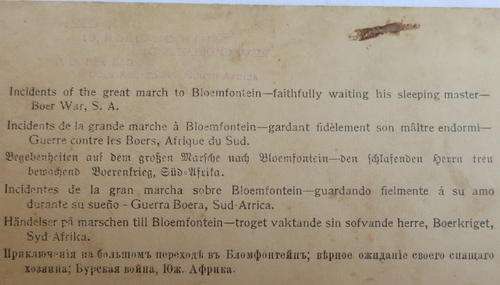 Incidents of the great march to Bloemfontein—faithfully waiting his sleeping master—
Boer War, S. A.
Incidents de la grande marche à Bloemfontein—gardant fidèlement son maître endormi—
Guerre contre les Boers, Afrique du Sud.
Begebenheiten auf dem großen Marsche nach Bloemfontein—den schlafenden Herrn treu
bewachend Boerenkrieg, Süd-Afrika.
Incidentes de la gran marcha sobre Bloemfontein—guardando fielmente á su amo
durante su sueño - Guerra Boera, Sud-Africa.
Händelser på marschen till Bloemfontein—troget vaktande sin sofvande herre, Boerkriget,
Syd-Afrika.
Приключенія на большомъ переходѣ въ Бломфонтейнъ; вѣрное ожиданіе своего спящаго
хозяина; Бурская война, Юж. Африка.